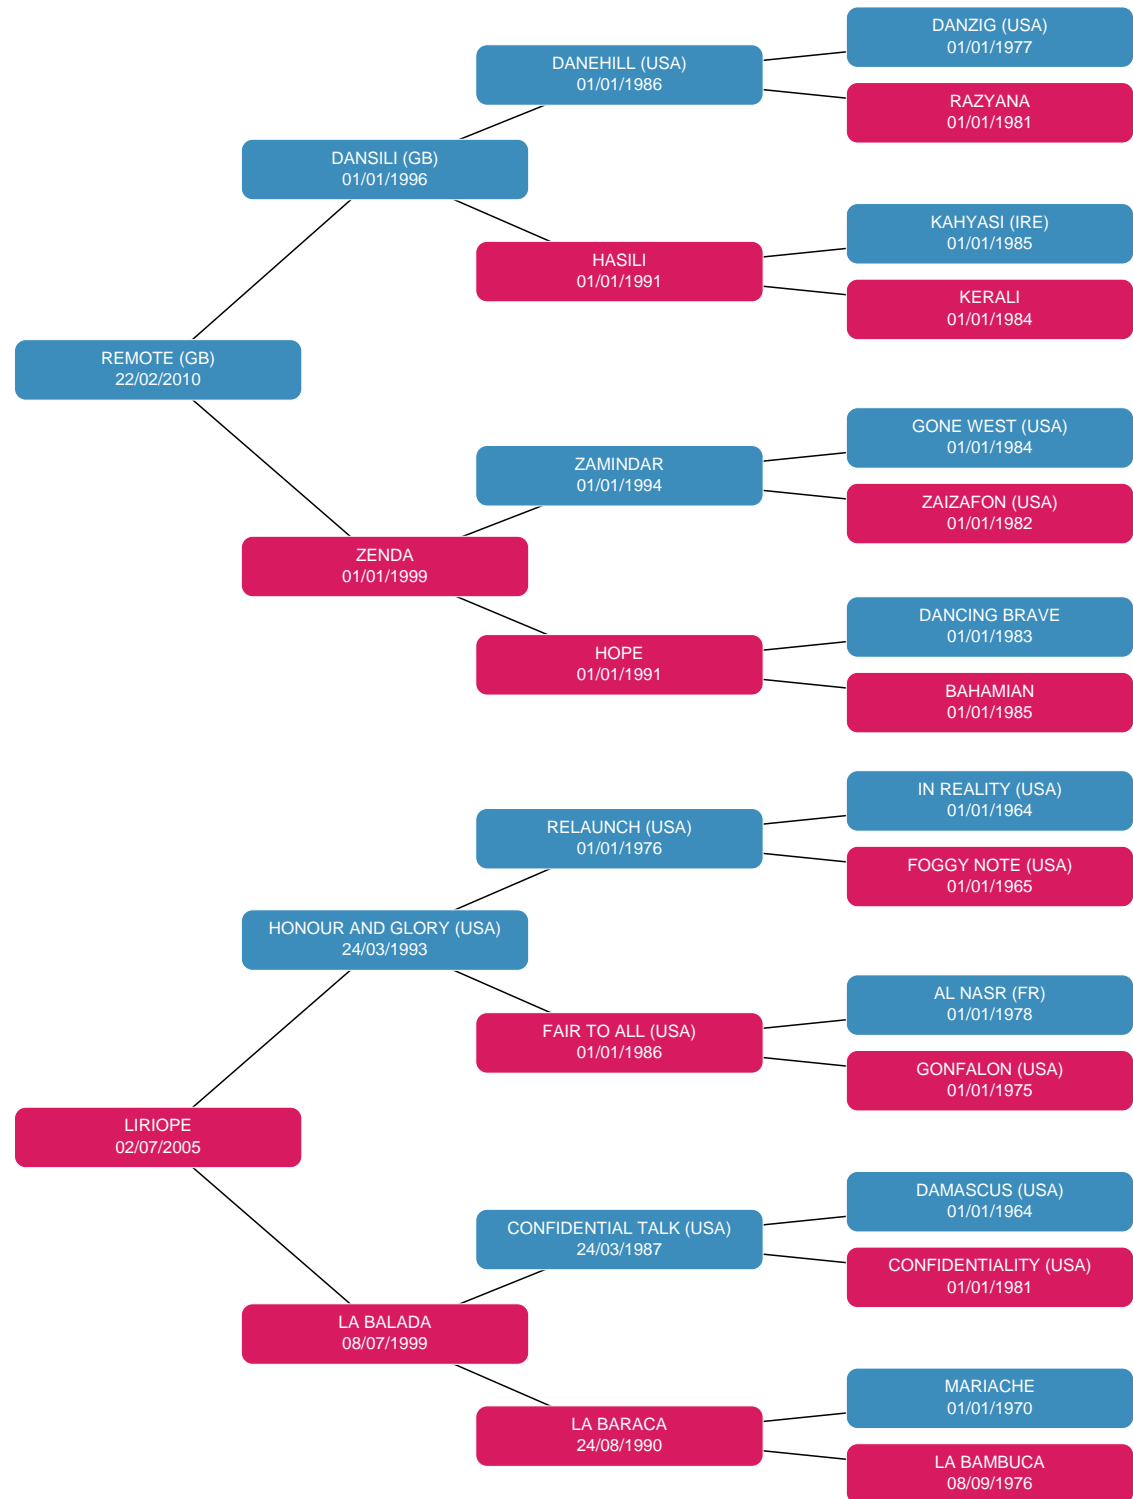 DANZIG (USA)
01/01/1977
DANEHILL (USA)
01/01/1986
RAZYANA
01/01/1981
DANSILI (GB)
01/01/1996
KAHYASI (IRE)
01/01/1985
HASILI
01/01/1991
KERALI
01/01/1984
REMOTE (GB)
22/02/2010
GONE WEST (USA)
01/01/1984
ZAMINDAR
01/01/1994
ZAIZAFON (USA)
01/01/1982
ZENDA
01/01/1999
DANCING BRAVE
01/01/1983
HOPE
01/01/1991
BAHAMIAN
01/01/1985
IN REALITY (USA)
01/01/1964
RELAUNCH (USA)
01/01/1976
FOGGY NOTE (USA)
01/01/1965
HONOUR AND GLORY (USA)
24/03/1993
AL NASR (FR)
01/01/1978
FAIR TO ALL (USA)
01/01/1986
GONFALON (USA)
01/01/1975
LIRIOPE
02/07/2005
DAMASCUS (USA)
01/01/1964
CONFIDENTIAL TALK (USA)
24/03/1987
CONFIDENTIALITY (USA)
01/01/1981
LA BALADA
08/07/1999
MARIACHE
01/01/1970
LA BARACA
24/08/1990
LA BAMBUCA
08/09/1976